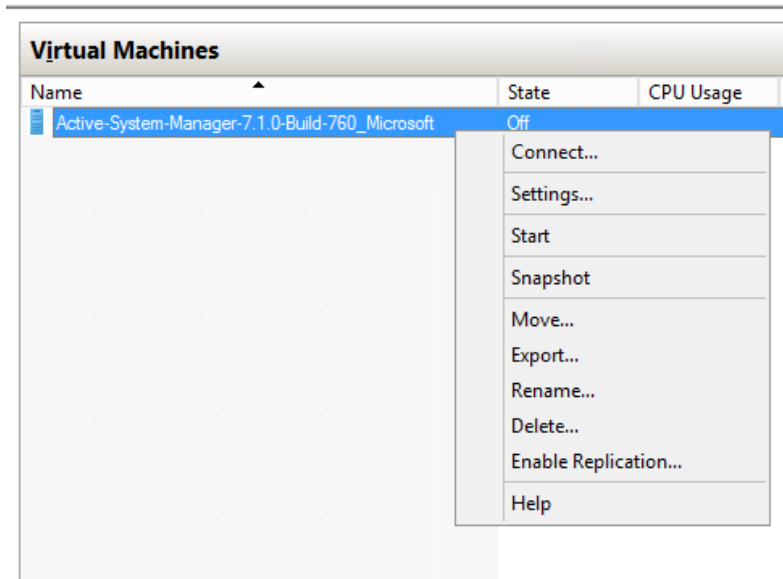 Virtual Machines
Name State CPU Usage
Active-System-Manager-7.1.0-Build-760_Microsoft Off
Connect...
Settings...
Start
Snapshot
Move...
Export...
Rename...
Delete...
Enable Replication...
Help